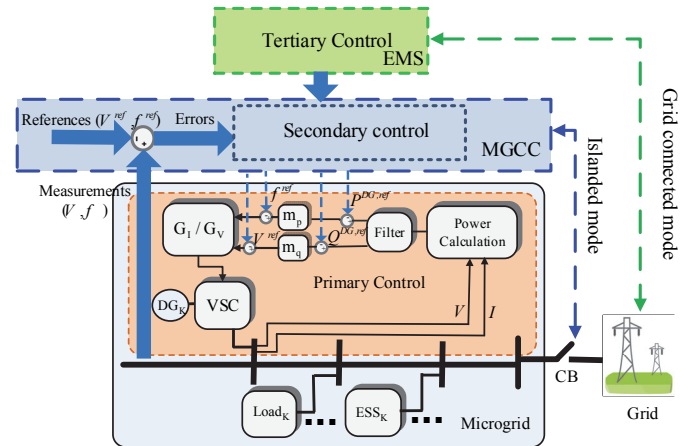 Tertiary Control
EMS
References (V^ref, f^ref)
Errors
Secondary control
MGCC
Measurements
(V, f)
Islanded mode
Grid connected mode
f^ref
P^DG,ref
G_I / G_V
m_p
V^ref
m_q
Q^DG,ref
Filter
Power
Calculation
Primary Control
DG_K
VSC
V
I
CB
Grid
Load_K
ESS_K
Microgrid